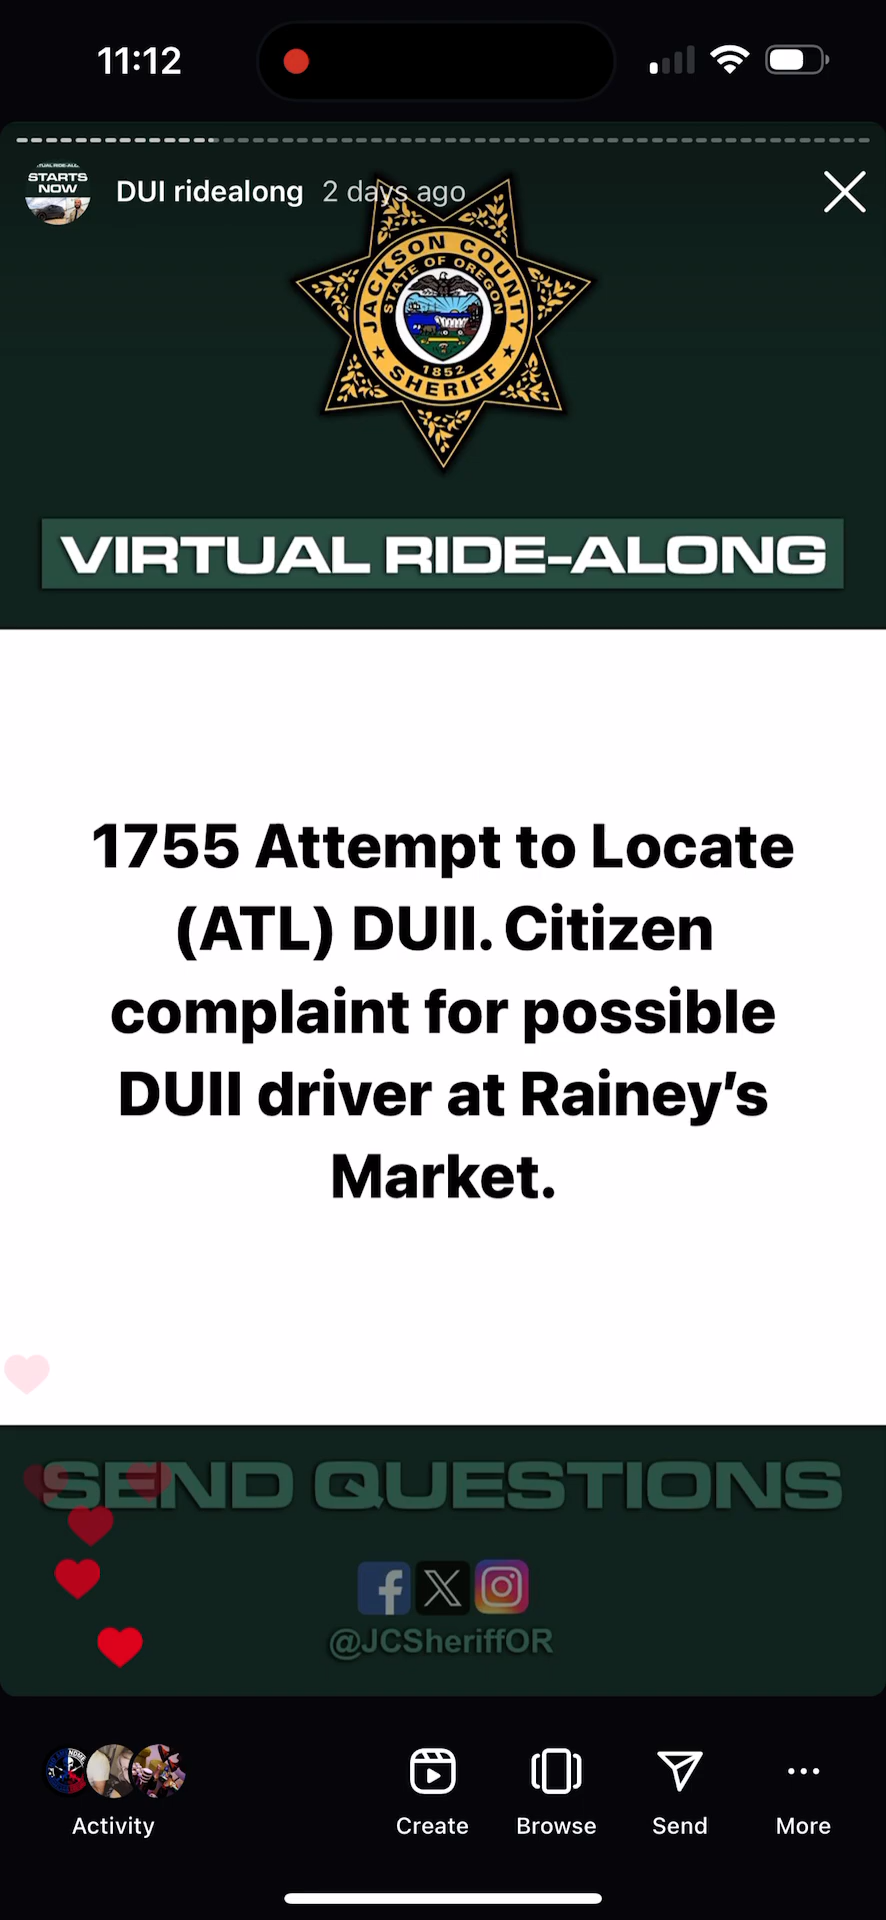 11:12
STARTS
NOW
DUI ridealong 2 days ago
JACKSON COUNTY
STATE OF OREGON
1852
SHERIFF
VIRTUAL RIDE-ALONG
1755 Attempt to Locate
(ATL) DUII. Citizen
complaint for possible
DUII driver at Rainey’s
Market.
SEND QUESTIONS
@JCSheriffOR
Activity
Create
Browse
Send
More